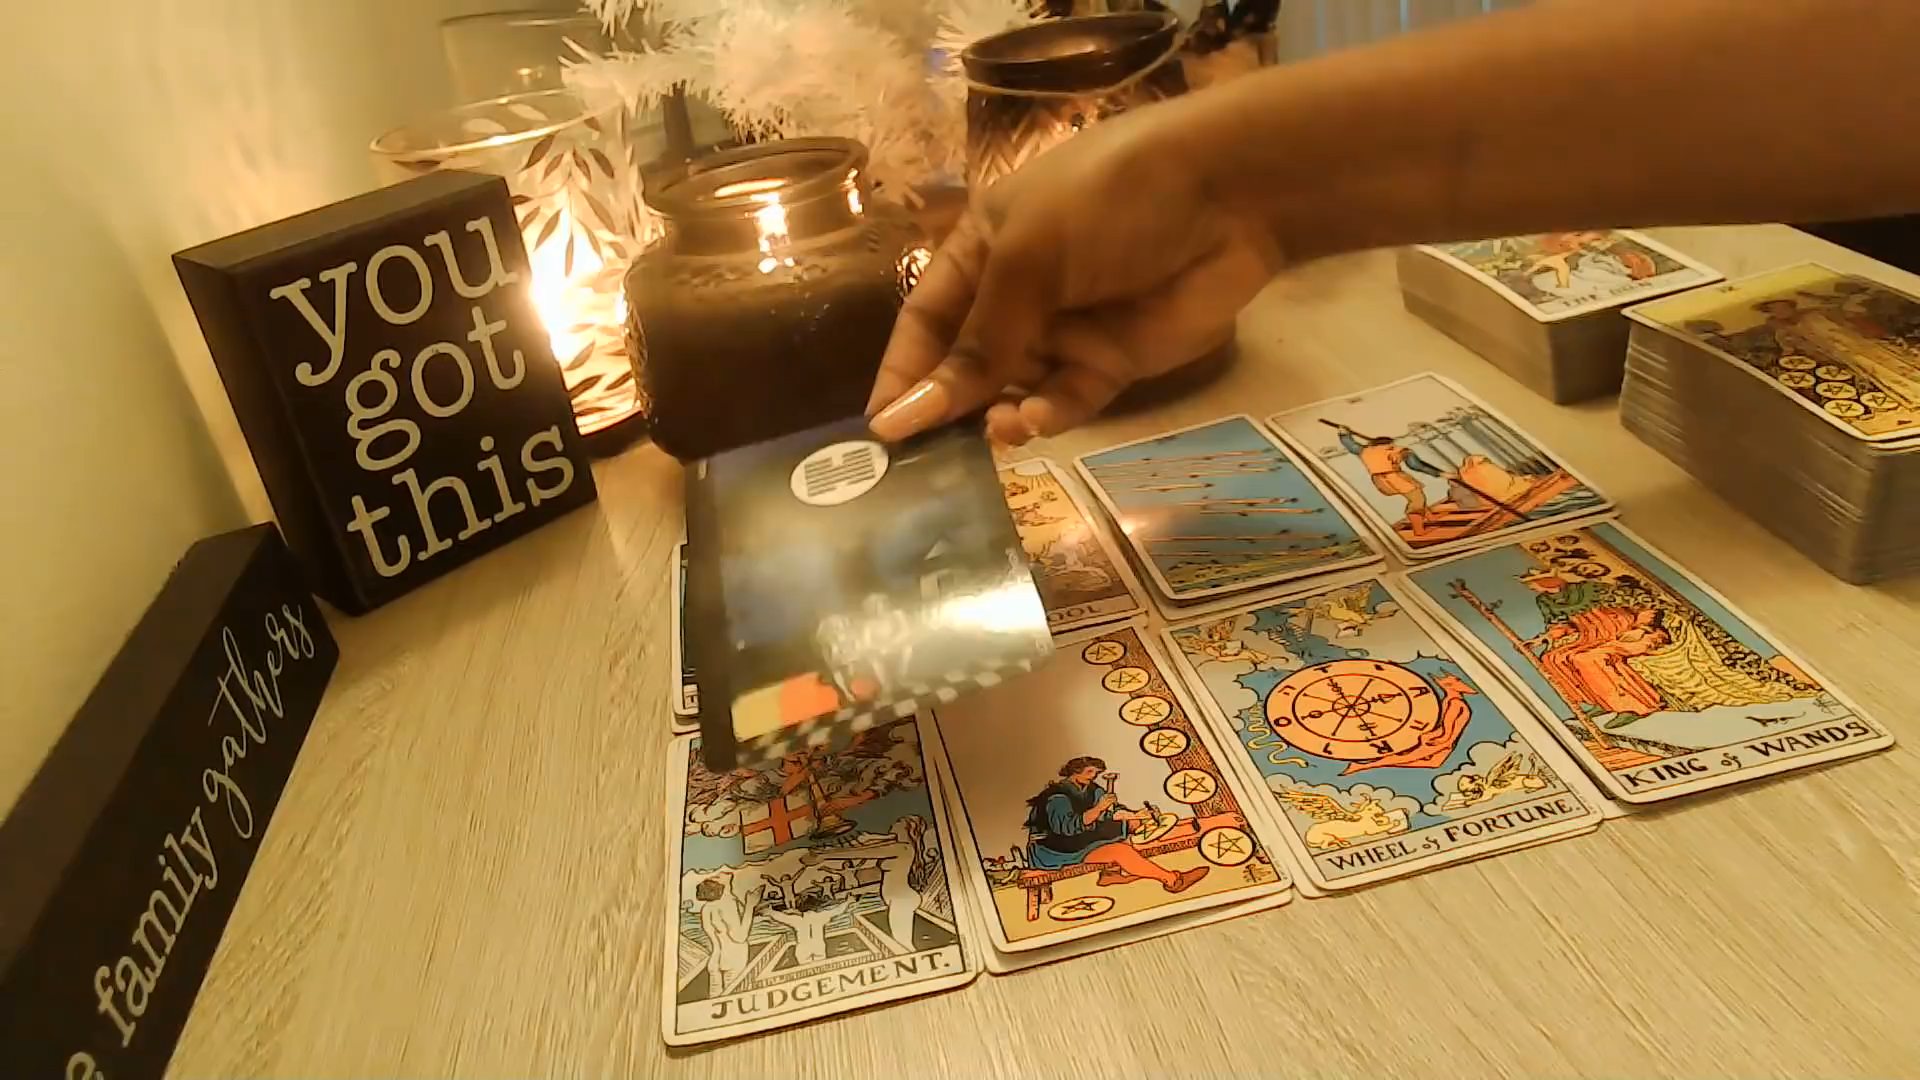 you
got
this
family gathers
JUDGEMENT.
WHEEL of FORTUNE.
KING of WANDS